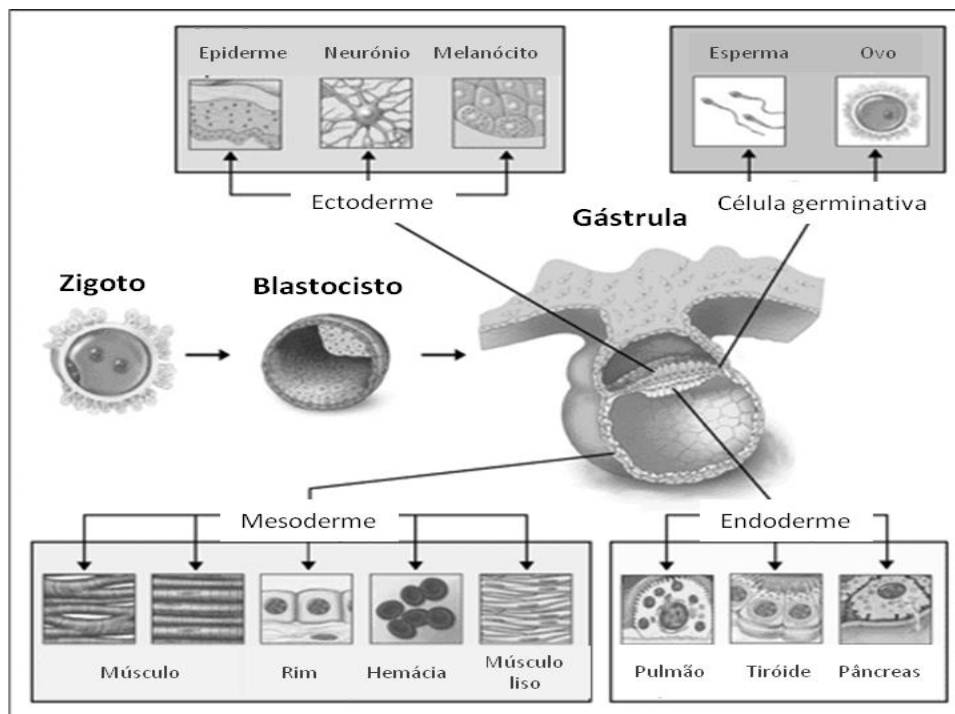 Epiderme Neurónio Melanócito
Esperma Ovo
Ectoderme
Célula germinativa
Gástrula
Zigoto
Blastocisto
Mesoderme
Endoderme
Músculo Rim Hemácia Músculo liso
Pulmão Tiróide Pâncreas